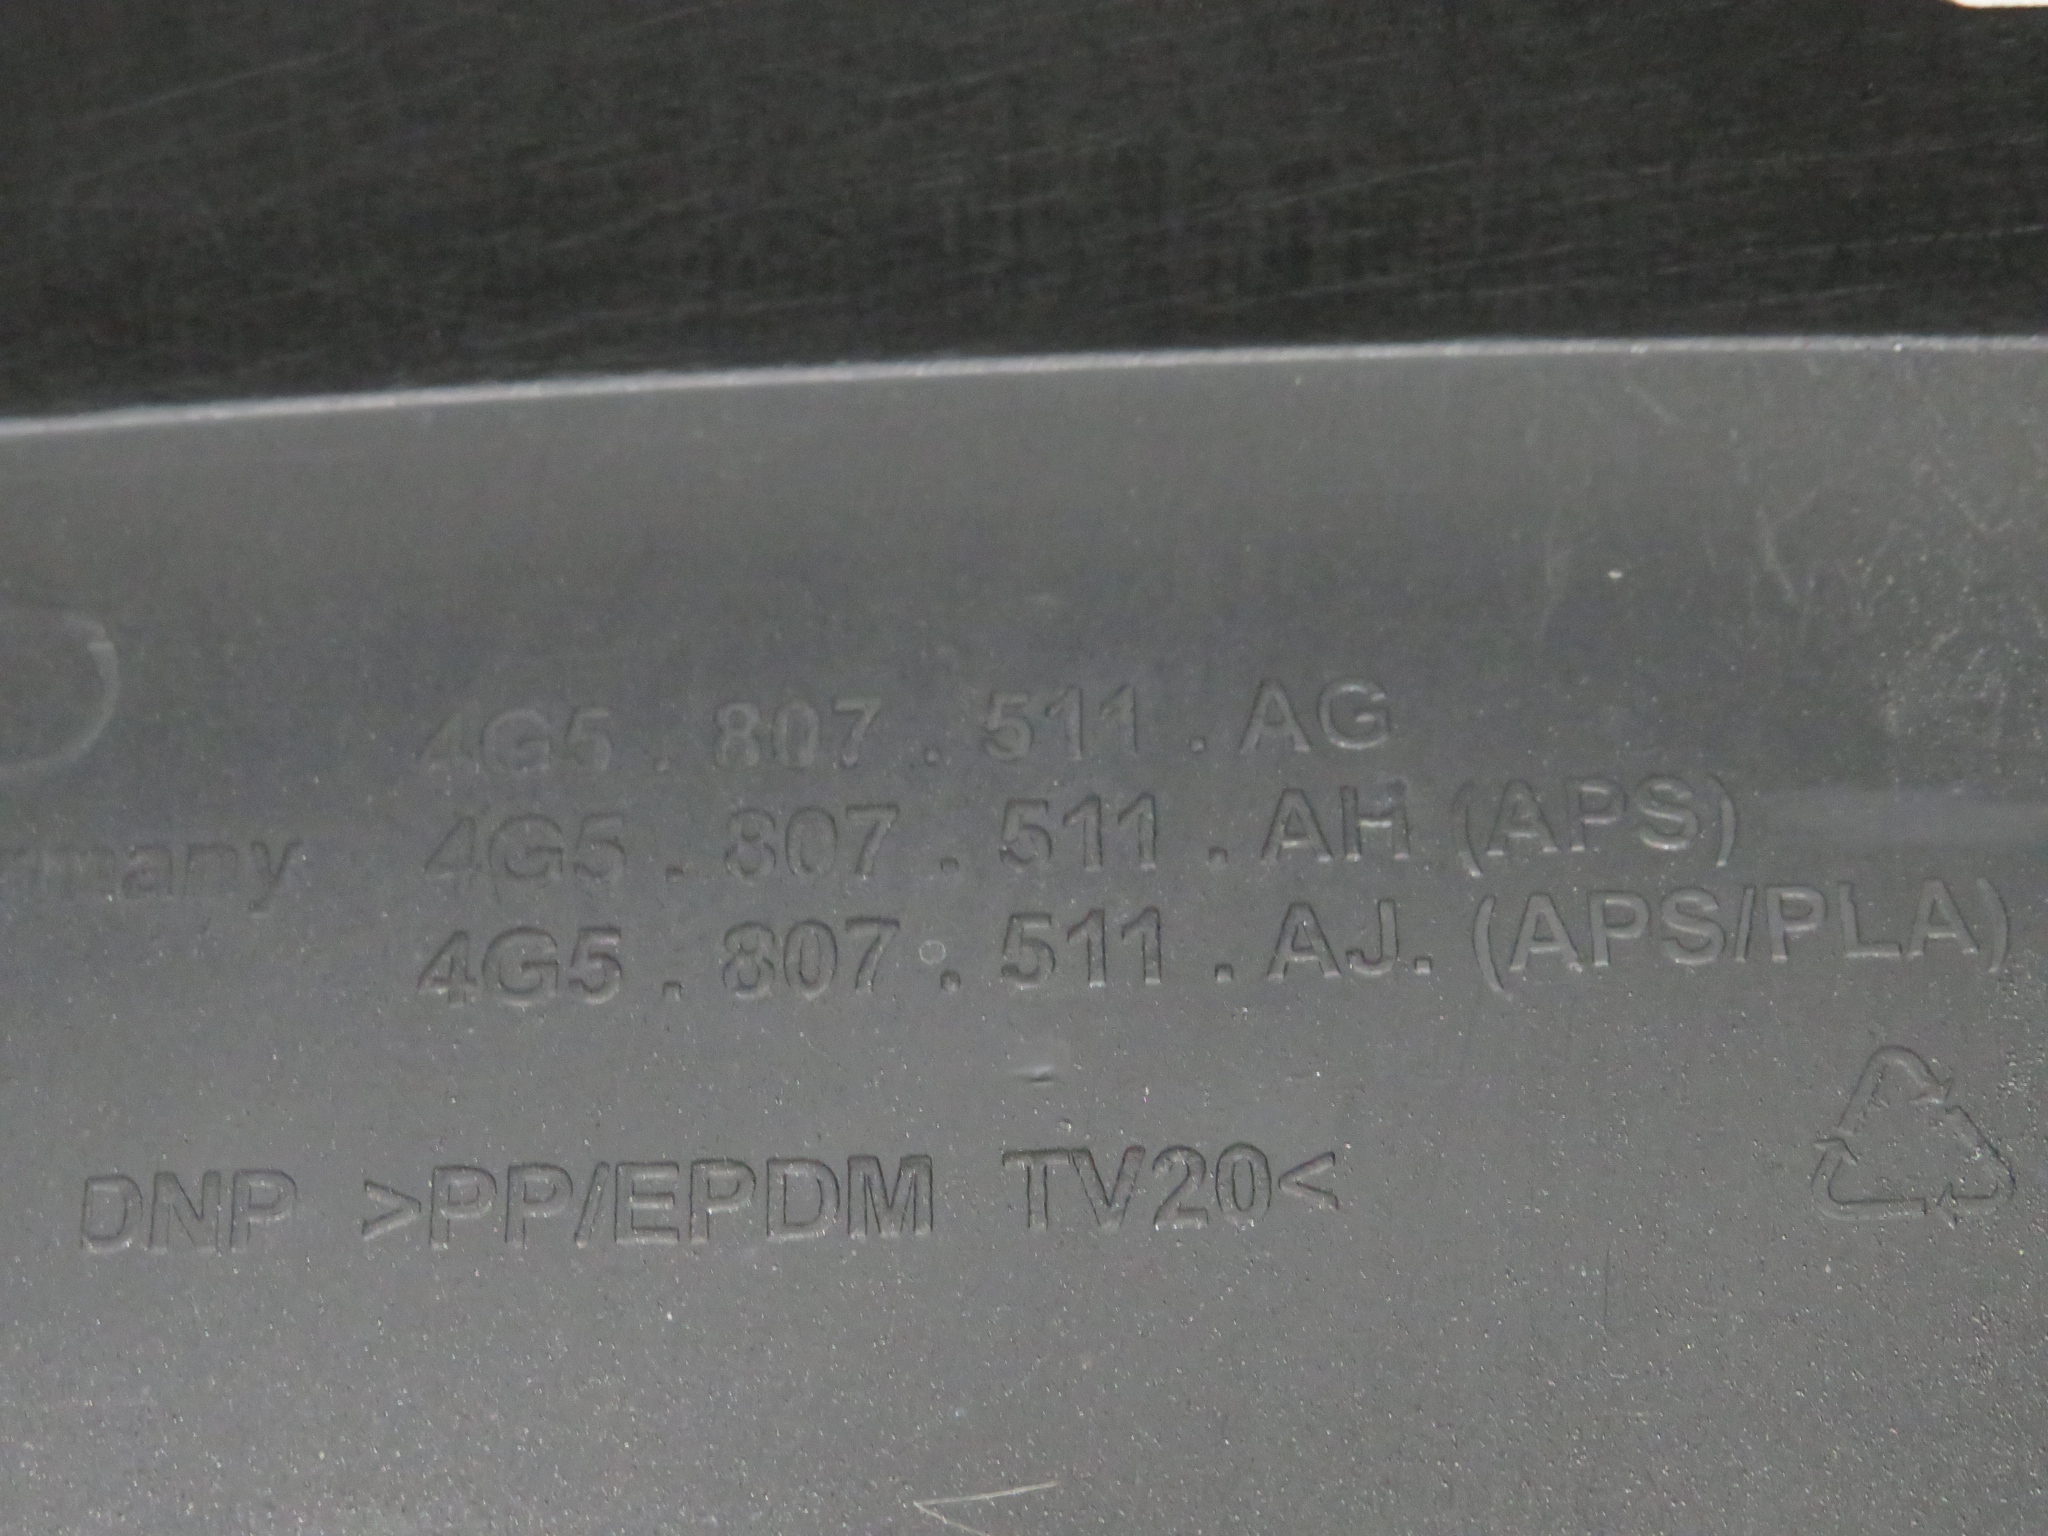 4G5 . 807 . 511 . AG
4G5 . 807 . 511 . AH (APS)
4G5 . 807 . 511 . AJ. (APS/PLA)
DNP >PP/EPDM TV20<